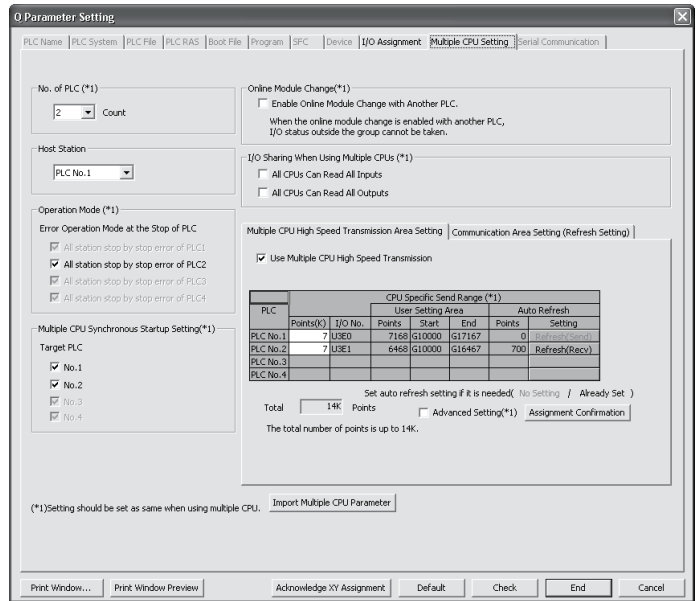 Q Parameter Setting
PLC Name PLC System PLC File PLC RAS Boot File Program SFC Device I/O Assignment Multiple CPU Setting Serial Communication
No. of PLC (*1)
2 Count
Host Station
PLC No.1
Operation Mode (*1)
Error Operation Mode at the Stop of PLC
All station stop by stop error of PLC1
All station stop by stop error of PLC2
All station stop by stop error of PLC3
All station stop by stop error of PLC4
Multiple CPU Synchronous Startup Setting(*1)
Target PLC
No.1
No.2
No.3
No.4
Online Module Change(*1)
Enable Online Module Change with Another PLC.
When the online module change is enabled with another PLC,
I/O status outside the group cannot be taken.
I/O Sharing When Using Multiple CPUs (*1)
All CPUs Can Read All Inputs
All CPUs Can Read All Outputs
Multiple CPU High Speed Transmission Area Setting Communication Area Setting (Refresh Setting)
Use Multiple CPU High Speed Transmission
CPU Specific Send Range (*1)
PLC User Setting Area Auto Refresh
Points(K) I/O No. Points Start End Points Setting
PLC No.1 7 U3E0 7168 G10000 G17167 0 Refresh(Send)
PLC No.2 7 U3E1 6468 G10000 G16467 700 Refresh(Recv)
PLC No.3
PLC No.4
Set auto refresh setting if it is needed( No Setting / Already Set )
Total 14K Points Advanced Setting(*1) Assignment Confirmation
The total number of points is up to 14K.
(*1)Setting should be set as same when using multiple CPU. Import Multiple CPU Parameter
Print Window... Print Window Preview Acknowledge XY Assignment Default Check End Cancel